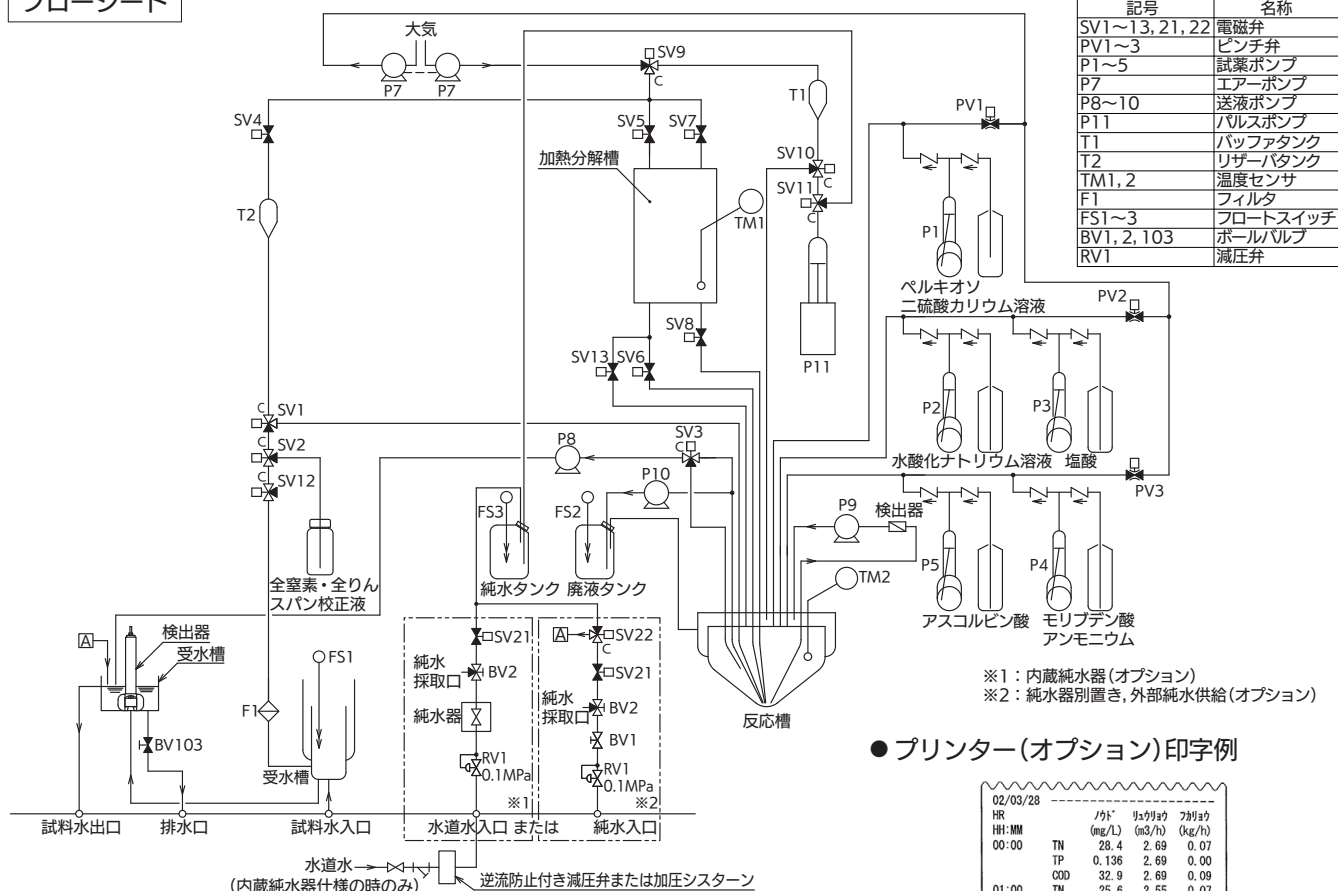 フローシート
記号 名称
SV1～13, 21, 22 電磁弁
PV1～3 ピンチ弁
P1～5 試薬ポンプ
P7 エアーポンプ
P8～10 送液ポンプ
P11 パルスポンプ
T1 バッファタンク
T2 リザーバタンク
TM1, 2 温度センサ
F1 フィルタ
FS1～3 フロートスイッチ
BV1, 2, 103 ボールバルブ
RV1 減圧弁
大気
P7 P7
SV9
C
T1
PV1
SV4
SV5 SV7
加熱分解槽
SV10
C
SV11
C
T2
TM1
P1
ペルキオソ
二硫酸カリウム溶液
PV2
SV8
SV13 SV6
P11
P2 P3
C SV1
C SV2
C SV12
P8
SV3
C
水酸化ナトリウム溶液 塩酸
PV3
P10
FS3 FS2
P9 検出器
全窒素・全りん
スパン校正液
純水タンク 廃液タンク
TM2
P5 P4
アスコルビン酸 モリブデン酸
アンモニウム
A 検出器
受水槽
FS1
SV21
A SV22
C
純水
採取口
BV2
SV21
純水
採取口
BV2
純水器
BV1
F1
BV103
受水槽
RV1
0.1MPa
※1
RV1
0.1MPa
※2
反応槽
※1：内蔵純水器(オプション)
※2：純水器別置き, 外部純水供給(オプション)
試料水出口 排水口 試料水入口 水道水入口 または 純水入口
水道水
(内蔵純水器仕様の時のみ)
逆流防止付き減圧弁または加圧シスターン
● プリンター(オプション)印字例
02/03/28 --------------------
HR ﾉｳﾄﾞ ﾘｭｳﾘｮｳ ﾌｶﾘｮｳ
HH:MM (mg/L) (m3/h) (kg/h)
00:00 TN 28.4 2.69 0.07
TP 0.136 2.69 0.00
COD 32.9 2.69 0.09
01:00 TN 25.6 2.55 0.07